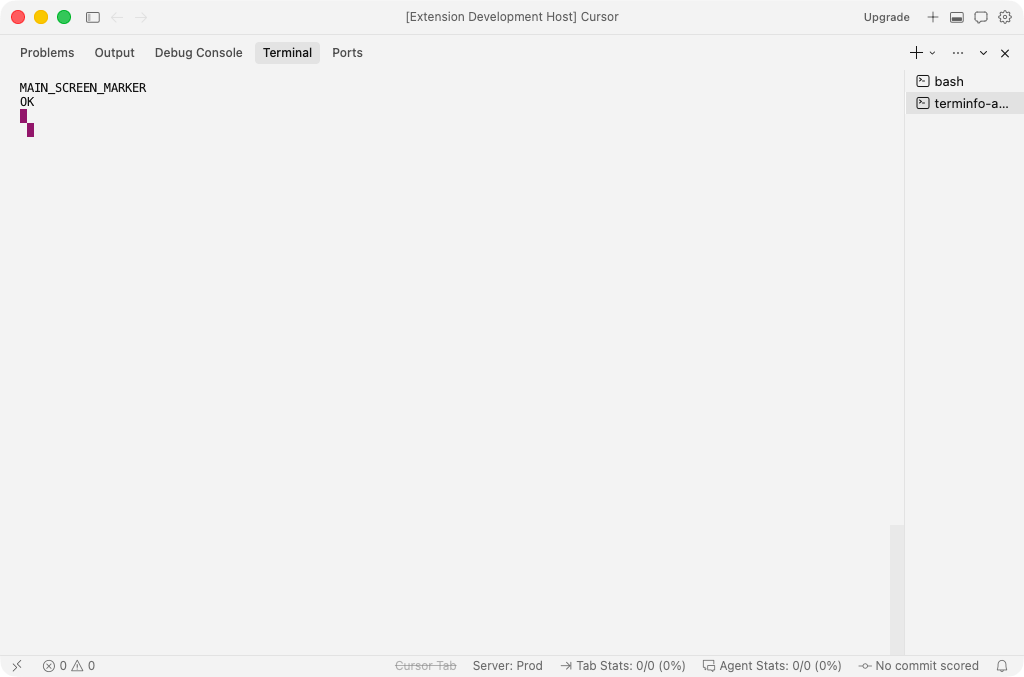 [Extension Development Host] Cursor
Upgrade
Problems Output Debug Console Terminal Ports
MAIN_SCREEN_MARKER
OK
bash
terminfo-a...
0 0 Cursor Tab Server: Prod Tab Stats: 0/0 (0%) Agent Stats: 0/0 (0%) No commit scored